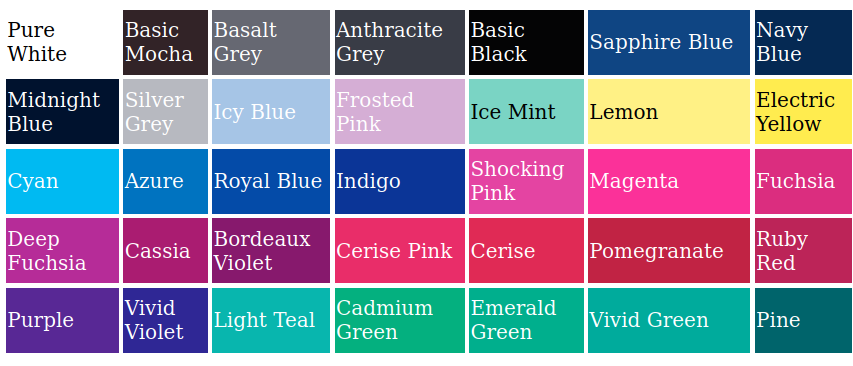 Pure White
Basic Mocha
Basalt Grey
Anthracite Grey
Basic Black
Sapphire Blue
Navy Blue
Midnight Blue
Silver Grey
Icy Blue
Frosted Pink
Ice Mint
Lemon
Electric Yellow
Cyan
Azure
Royal Blue
Indigo
Shocking Pink
Magenta
Fuchsia
Deep Fuchsia
Cassia
Bordeaux Violet
Cerise Pink
Cerise
Pomegranate
Ruby Red
Purple
Vivid Violet
Light Teal
Cadmium Green
Emerald Green
Vivid Green
Pine